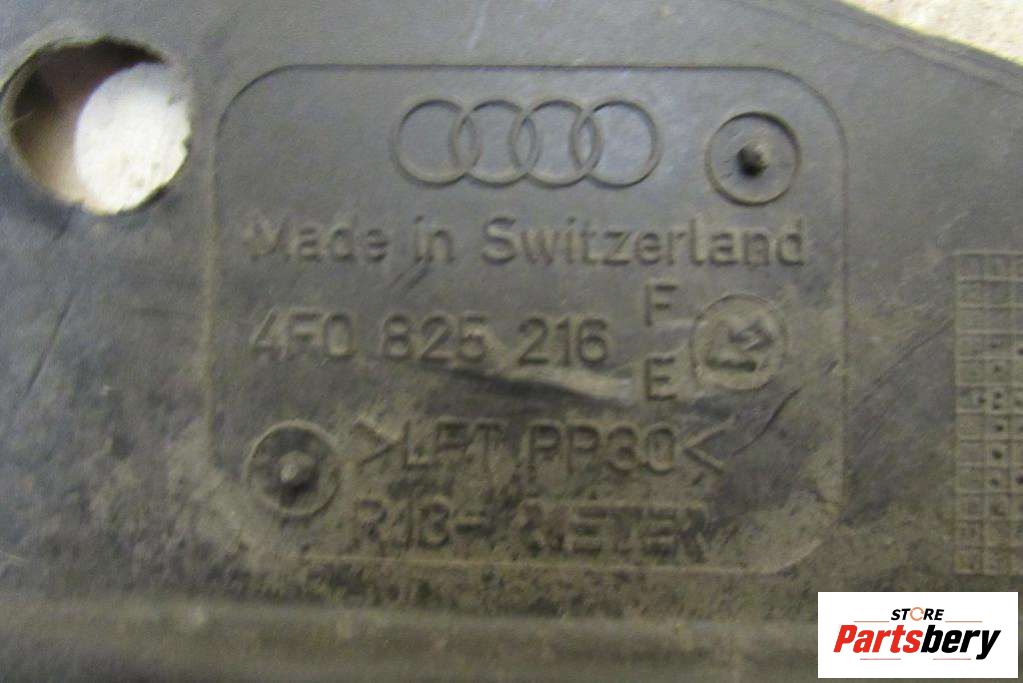 Made in Switzerland
4F0 825 216
F
E
>LFT PP30<
STORE
Partsbery